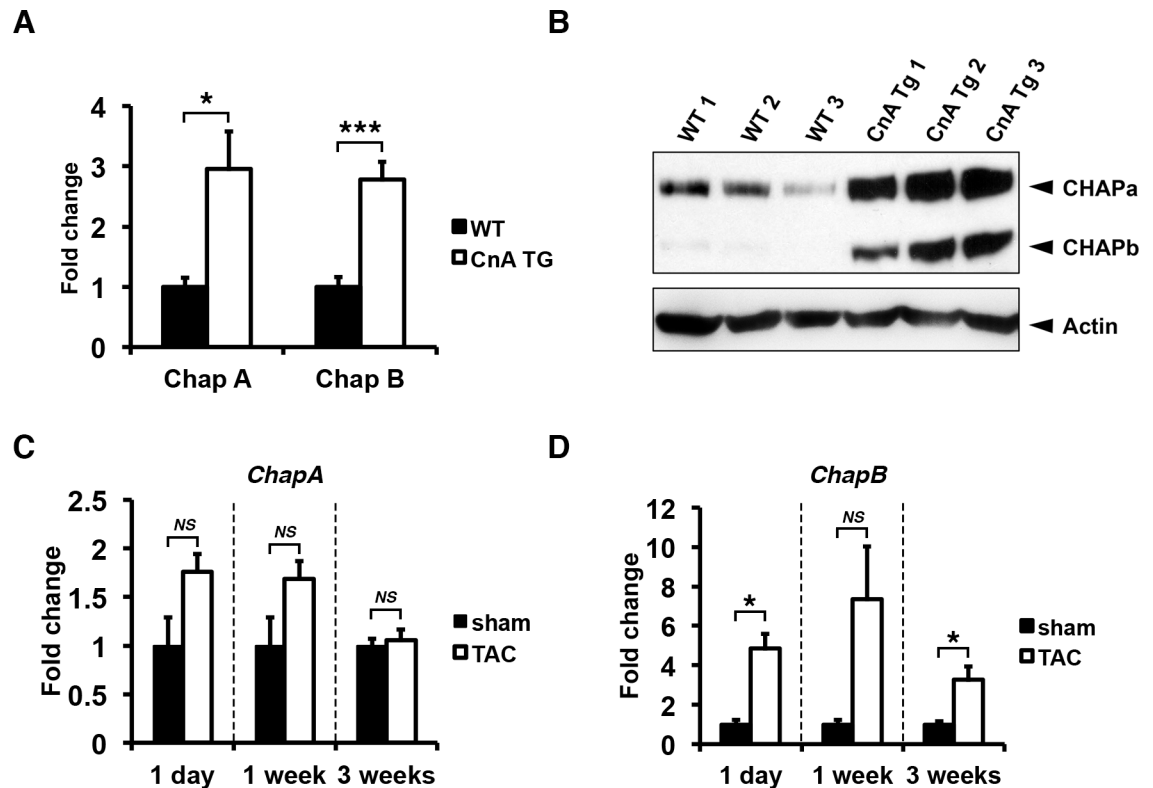 A
4
3
2
1
0
Fold change
*
***
Chap A
Chap B
WT
CnA TG
B
WT 1
WT 2
WT 3
CnA Tg 1
CnA Tg 2
CnA Tg 3
CHAPa
CHAPb
Actin
C
ChapA
2.5
2
1.5
1
0.5
0
Fold change
NS
NS
NS
1 day
1 week
3 weeks
sham
TAC
D
ChapB
12
10
8
6
4
2
0
Fold change
*
NS
*
1 day
1 week
3 weeks
sham
TAC